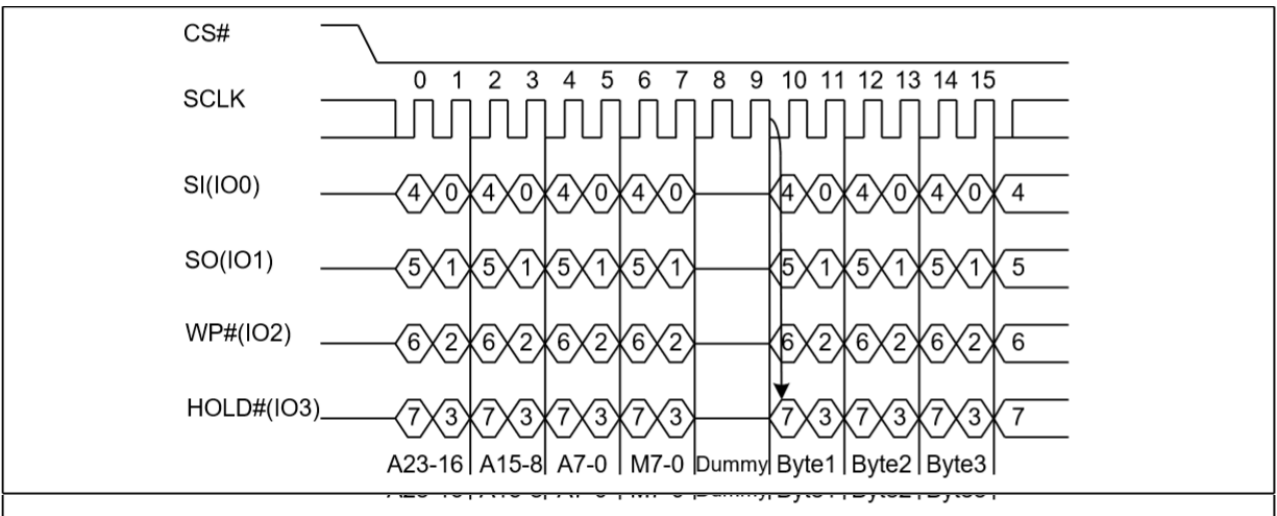 CS#
0 1 2 3 4 5 6 7 8 9 10 11 12 13 14 15
SCLK
SI(IO0) 4 0 4 0 4 0 4 0 4 0 4 0 4 0 4
SO(IO1) 5 1 5 1 5 1 5 1 5 1 5 1 5 1 5
WP#(IO2) 6 2 6 2 6 2 6 2 6 2 6 2 6 2 6
HOLD#(IO3) 7 3 7 3 7 3 7 3 7 3 7 3 7 3 7
A23-16 A15-8 A7-0 M7-0 Dummy Byte1 Byte2 Byte3